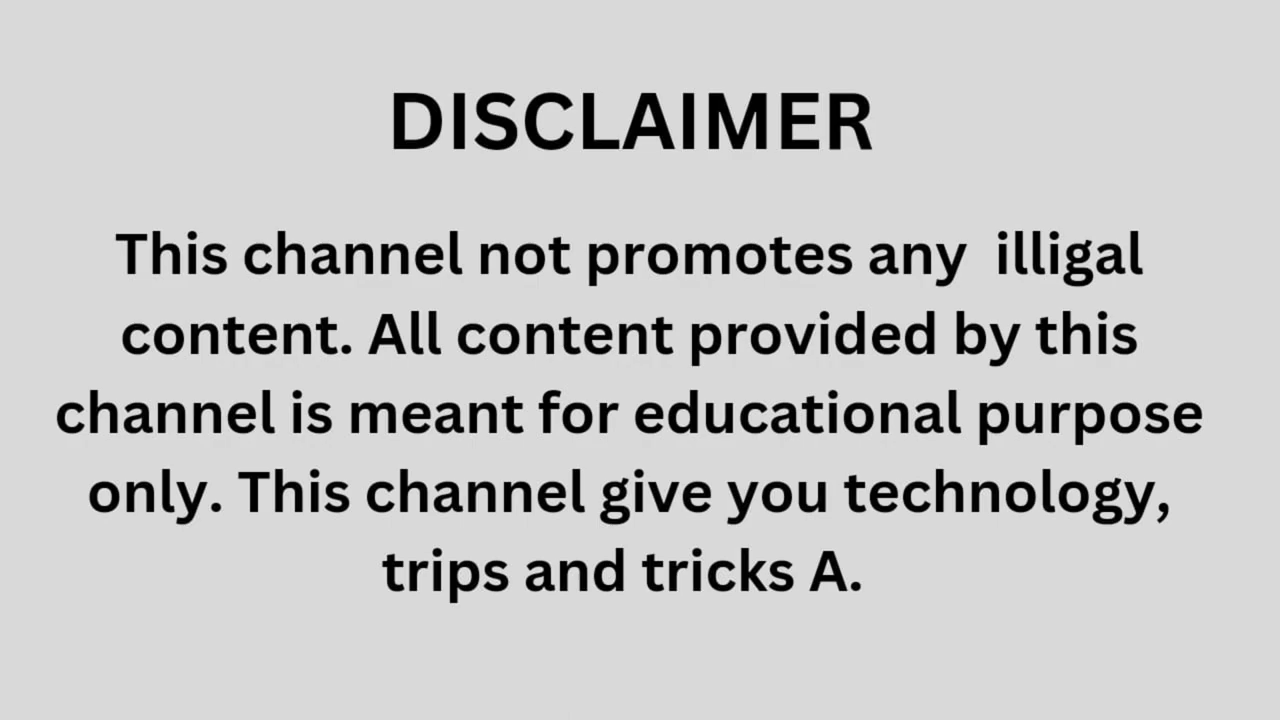 DISCLAIMER
This channel not promotes any illigal
content. All content provided by this
channel is meant for educational purpose
only. This channel give you technology,
trips and tricks A.